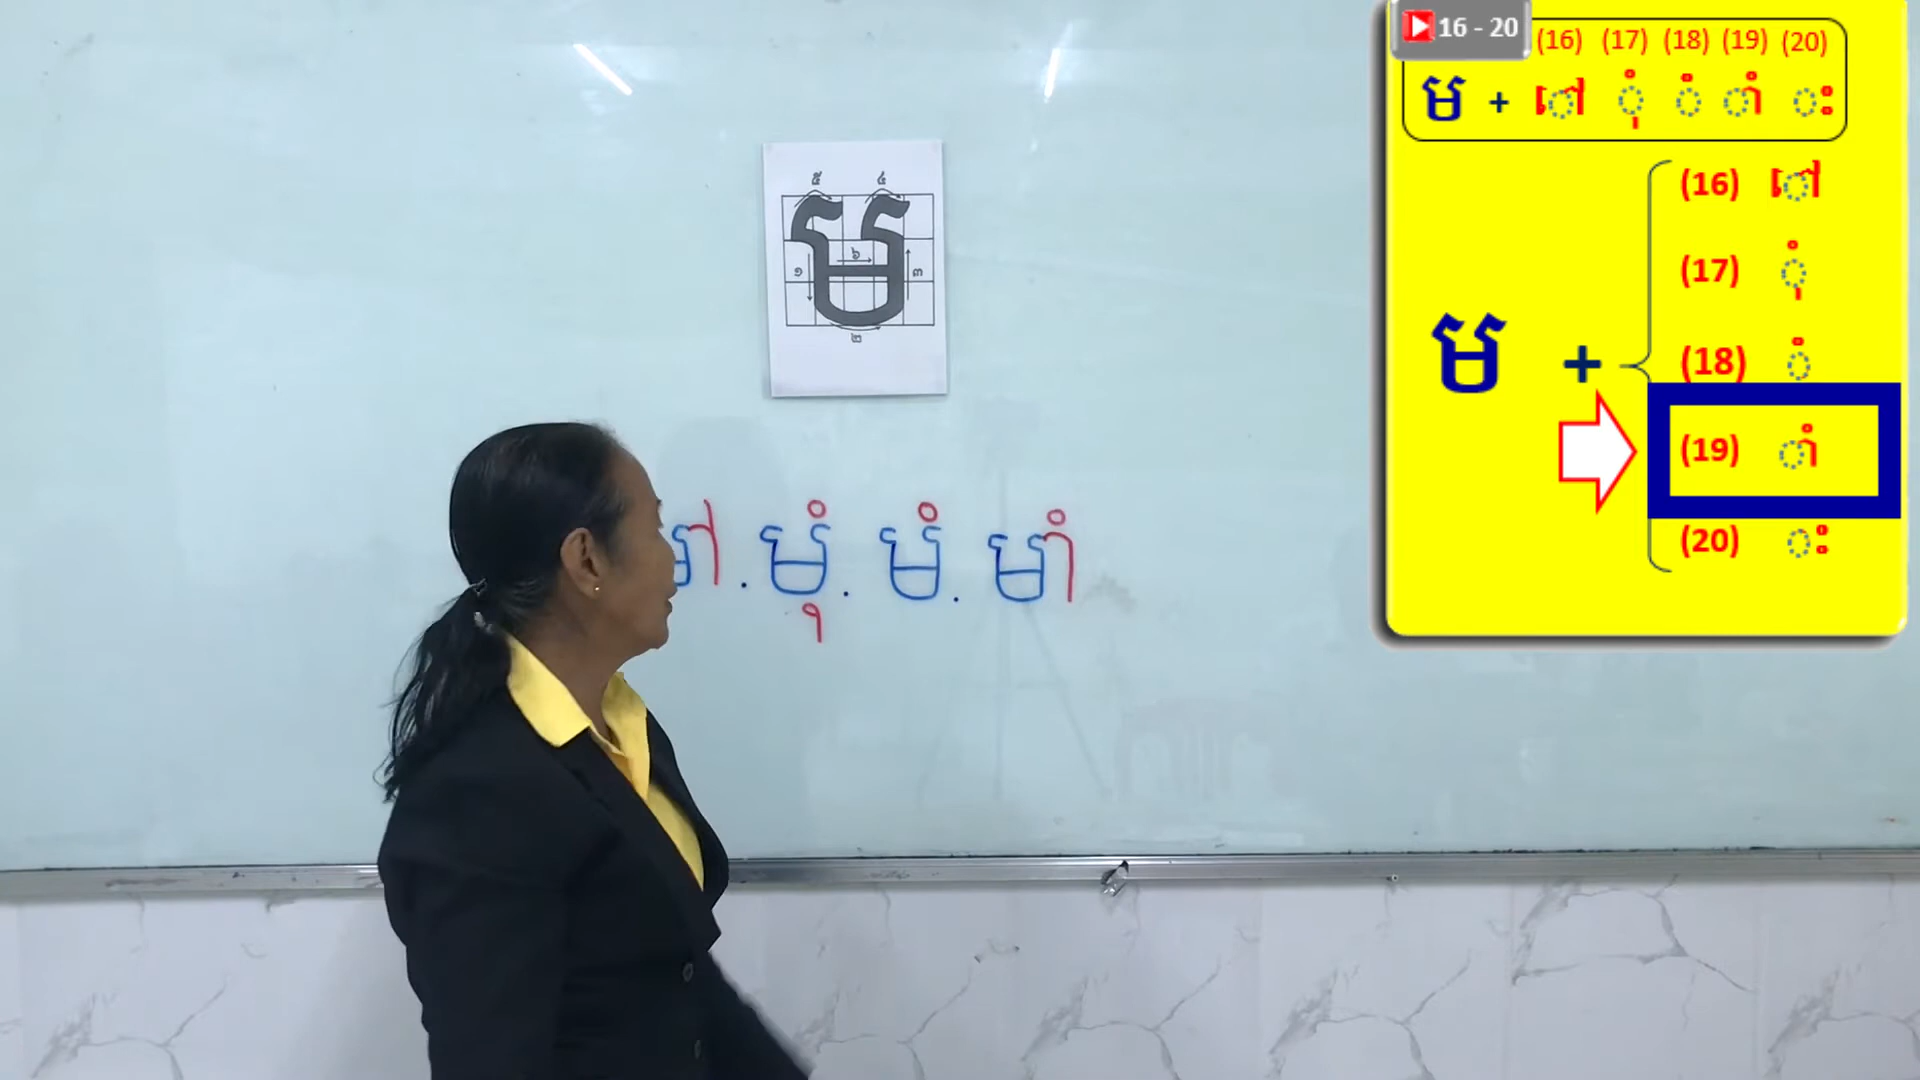 16 - 20
(16) (17) (18) (19) (20)
ម + ៅ ុំ ំ ាំ ះ
(16) ៅ
(17) ុំ
ម + (18) ំ
(19) ាំ
(20) ះ
៥ ៤
ម
១ ៦ ៣
២
. មុំ . មំ . មាំ